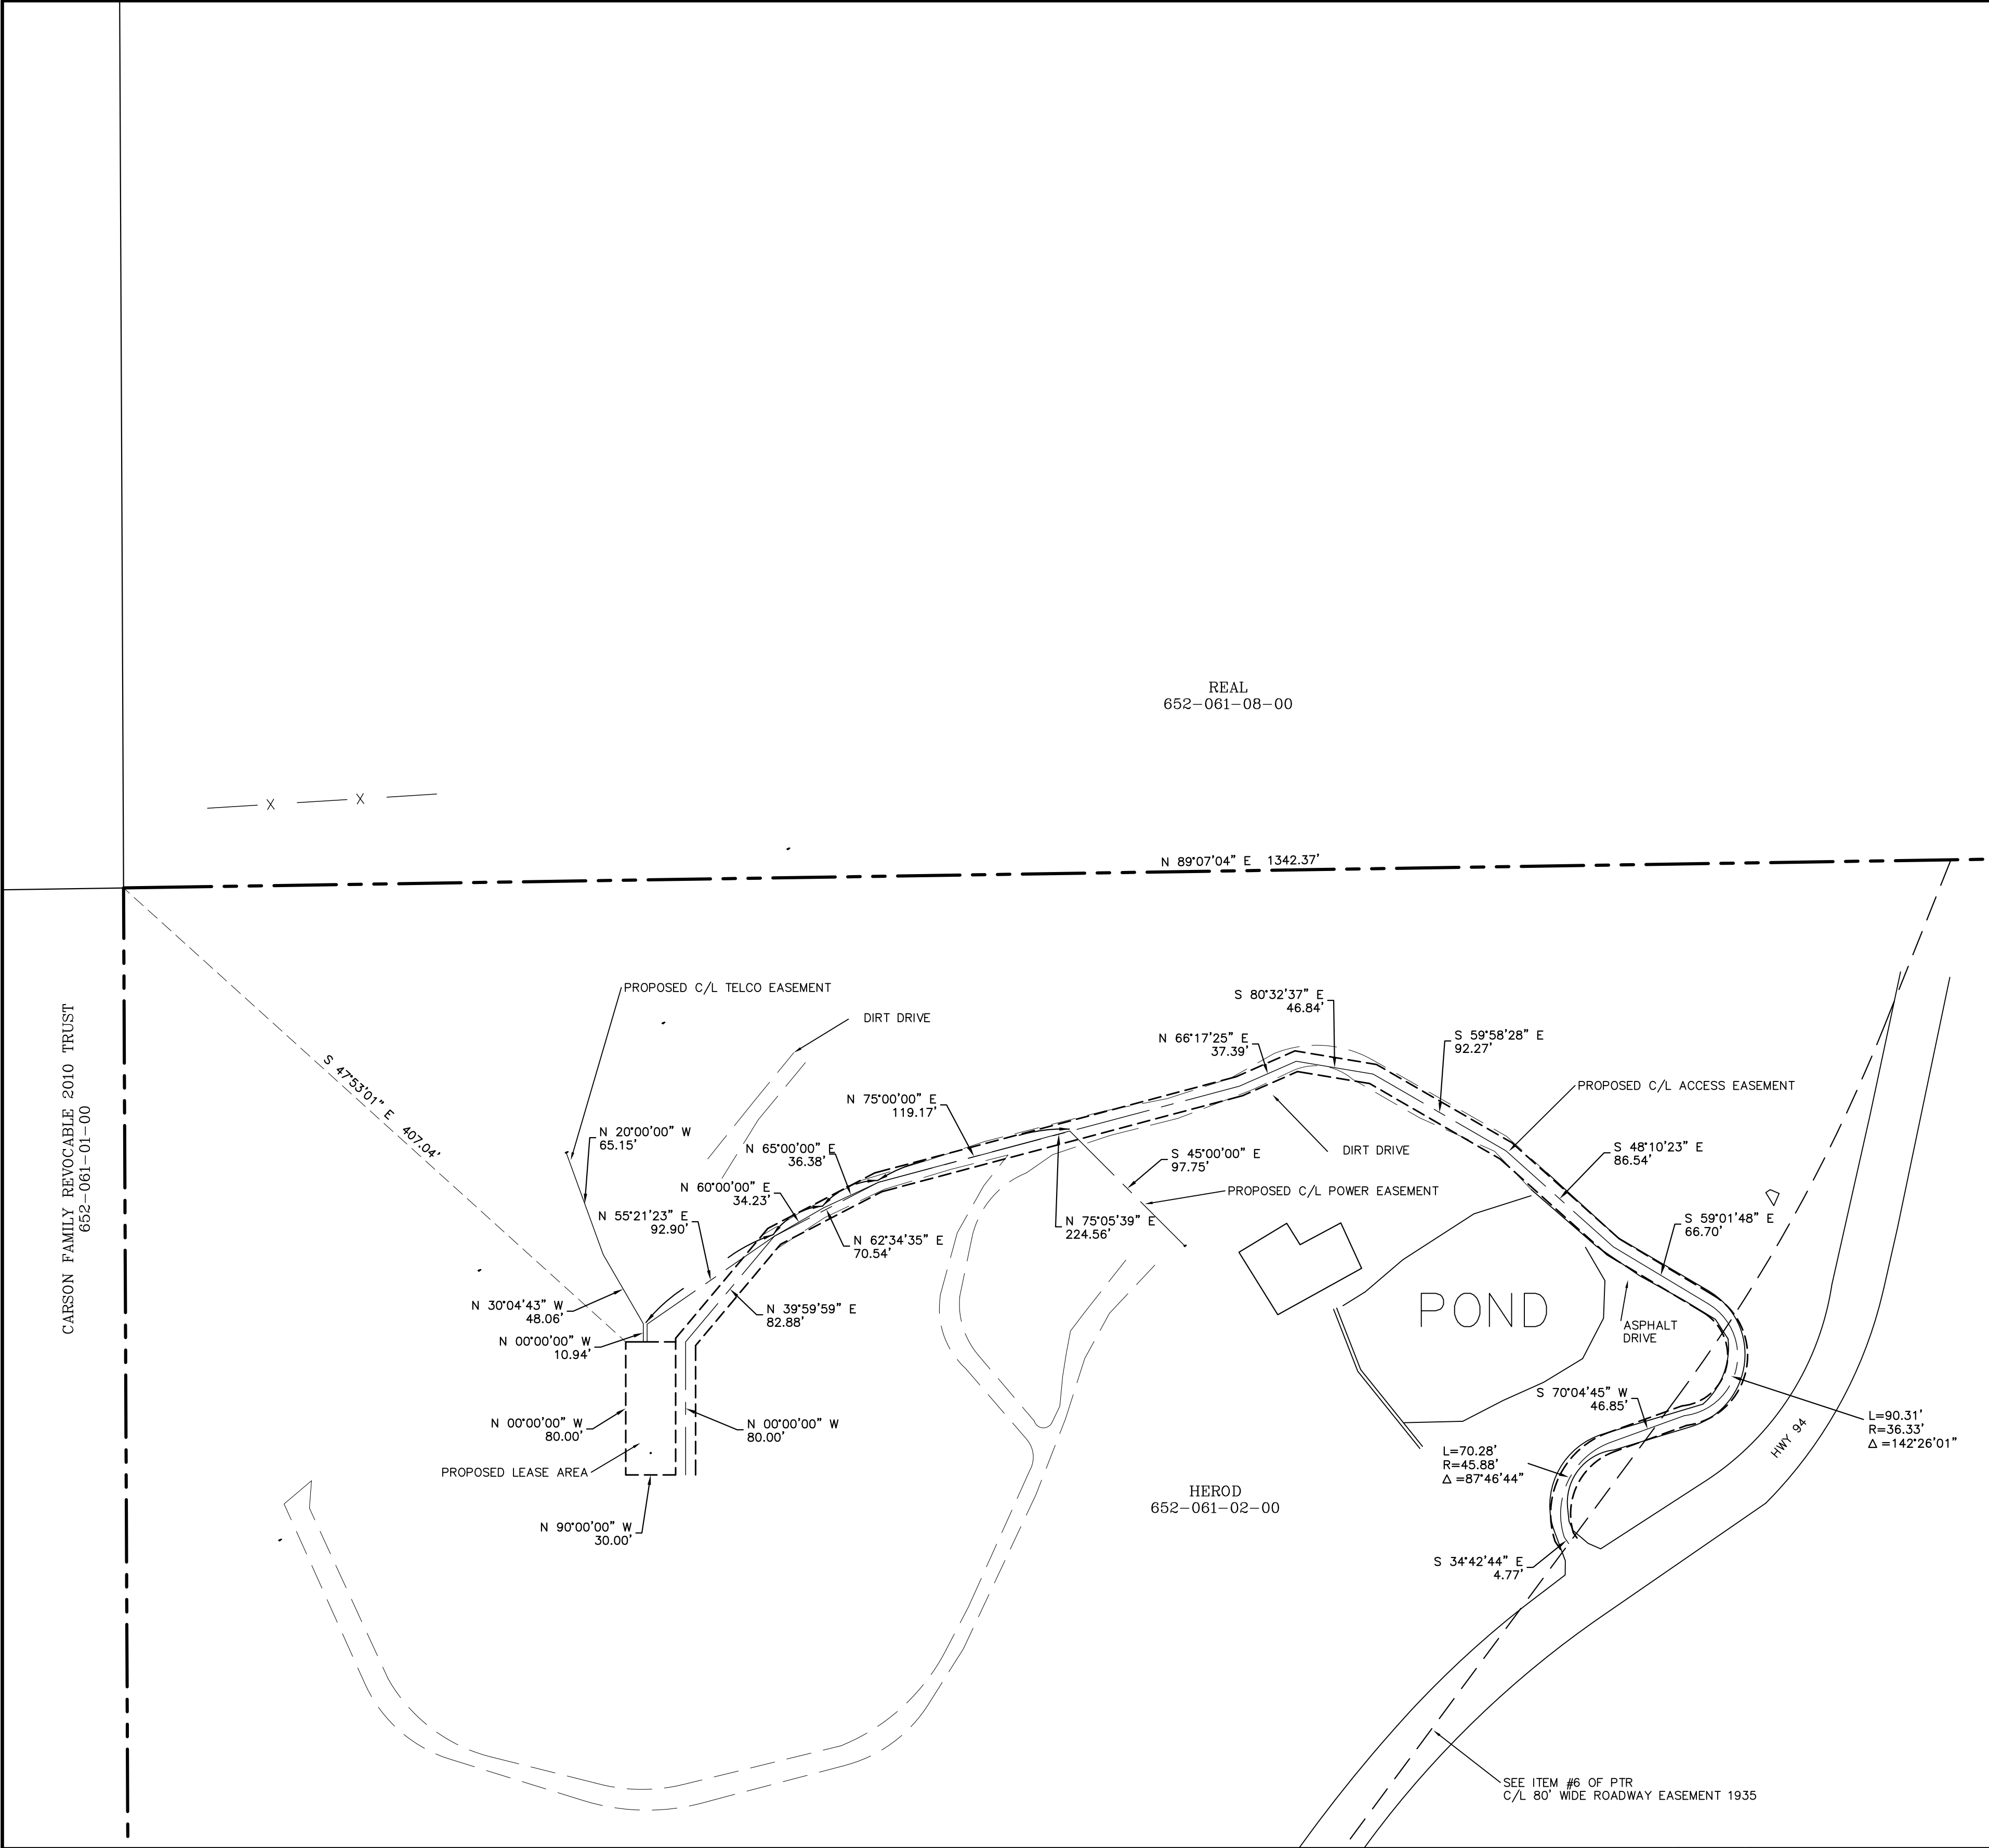 REAL
652-061-08-00
X
X
N 89°07'04" E 1342.37'
CARSON FAMILY REVOCABLE 2010 TRUST
652-061-01-00
S 47°53'01" E 407.04'
PROPOSED C/L TELCO EASEMENT
DIRT DRIVE
S 80°32'37" E
46.84'
N 66°17'25" E
37.39'
S 59°58'28" E
92.27'
PROPOSED C/L ACCESS EASEMENT
N 75°00'00" E
119.17'
N 20°00'00" W
65.15'
N 65°00'00" E
36.38'
DIRT DRIVE
S 48°10'23" E
86.54'
S 45°00'00" E
97.75'
N 60°00'00" E
34.23'
PROPOSED C/L POWER EASEMENT
N 55°21'23" E
92.90'
N 75°05'39" E
224.56'
S 59°01'48" E
66.70'
N 62°34'35" E
70.54'
N 30°04'43" W
48.06'
N 39°59'59" E
82.88'
POND
ASPHALT
DRIVE
N 00°00'00" W
10.94'
S 70°04'45" W
46.85'
N 00°00'00" W
80.00'
N 00°00'00" W
80.00'
L=90.31'
R=36.33'
Δ =142°26'01"
HWY 94
L=70.28'
R=45.88'
Δ =87°46'44"
PROPOSED LEASE AREA
HEROD
652-061-02-00
N 90°00'00" W
30.00'
S 34°42'44" E
4.77'
SEE ITEM #6 OF PTR
C/L 80' WIDE ROADWAY EASEMENT 1935